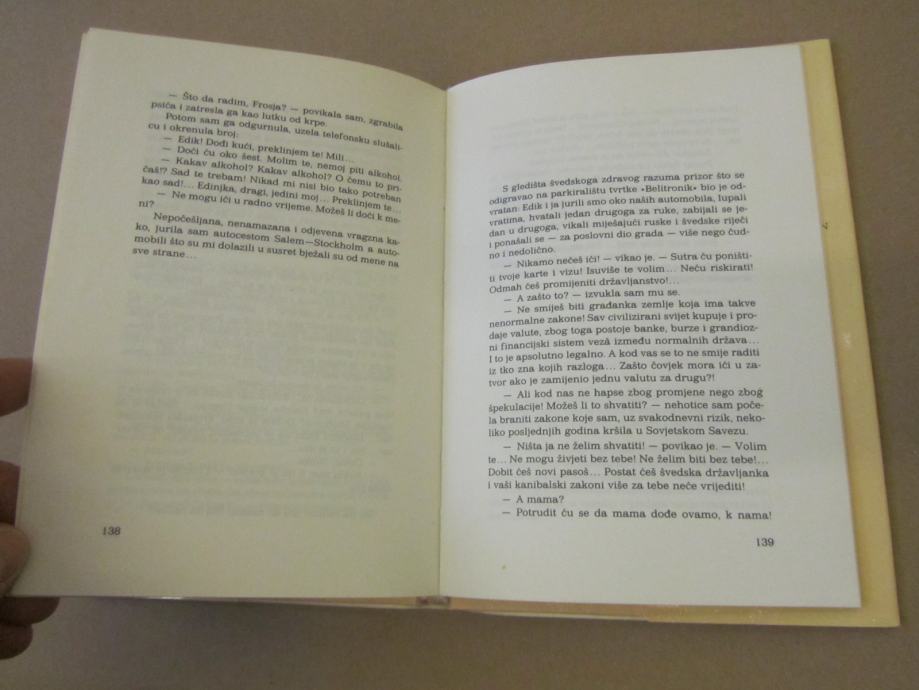 — Što da radim, Frosja? — povikala sam, zgrabila
psića i zatresla ga kao lutku od krpe.
Potom sam ga odgurnula, uzela telefonsku slušali-
cu i okrenula broj:
— Edik! Dođi kući, preklinjem te! Mili...
— Doći ću oko šest. Molim te, nemoj piti alkohol.
— Kakav alkohol? Kakav alkohol? O čemu to pri-
čaš!? Sad te trebam! Nikad mi nisi bio tako potreban
kao sad!... Edinjka, dragi, jedini moj... Preklinjem te...
— Ne mogu ići u radno vrijeme. Možeš li doći k me-
ni?
Nepočešljana, nenamazana i odjevena vragzna ka-
ko, jurila sam autocestom Salem—Stockholm a auto-
mobili što su mi dolazili u susret bježali su od mene na
sve strane...
138
S gledišta švedskoga zdravog razuma prizor što se
odigravao na parkiralištu tvrtke »Belitronik« bio je od-
vratan. Edik i ja jurili smo oko naših automobila, lupali
vratima, hvatali jedan drugoga za ruke, zabijali se je-
dan u drugoga, vikali miješajući ruske i švedske riječi
i ponašali se — za poslovni dio grada — više nego čud-
no i nedolično.
— Nikamo nećeš ići! — vikao je. — Sutra ću poništi-
ti tvoje karte i vizu! Isuviše te volim... Neću riskirati!
Odmah ćeš promijeniti državljanstvo!...
— A zašto to? — izvukla sam mu se.
— Ne smiješ biti građanka zemlje koja ima takve
nenormalne zakone! Sav civilizirani svijet kupuje i pro-
daje valute, zbog toga postoje banke, burze i grandioz-
ni financijski sistem vezâ između normalnih država...
I to je apsolutno legalno. A kod vas se to ne smije raditi
iz tko zna kojih razloga... Zašto čovjek mora ići u za-
tvor ako je zamijenio jednu valutu za drugu?!
— Ali kod nas ne hapse zbog promjene nego zbog
špekulacije! Možeš li to shvatiti? — nehotice sam poče-
la braniti zakone koje sam, uz svakodnevni rizik, neko-
liko posljednjih godina kršila u Sovjetskom Savezu.
— Ništa ja ne želim shvatiti! — povikao je. — Volim
te... Ne mogu živjeti bez tebe! Ne želim biti bez tebe!...
Dobit ćeš novi pasoš... Postat ćeš švedska državljanka
i vaši kanibalski zakoni više za tebe neće vrijediti!
— A mama?
— Potrudit ću se da mama dođe ovamo, k nama!
139